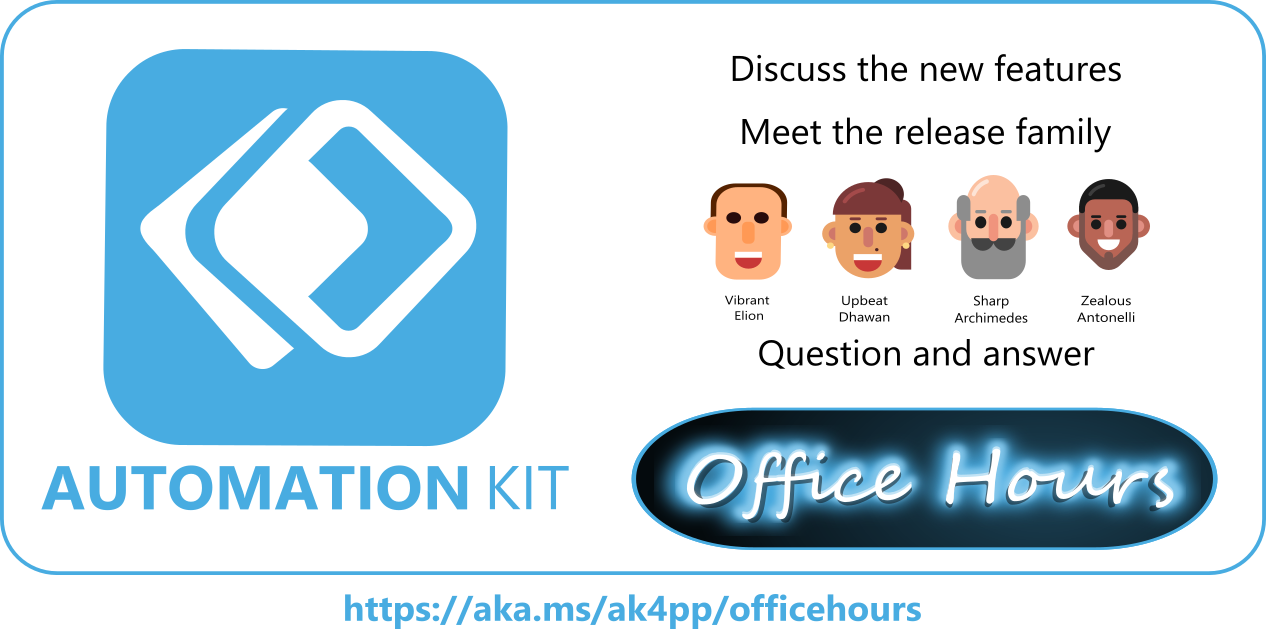 AUTOMATION KIT
Discuss the new features
Meet the release family
Vibrant
Elion
Upbeat
Dhawan
Sharp
Archimedes
Zealous
Antonelli
Question and answer
Office Hours
https://aka.ms/ak4pp/officehours